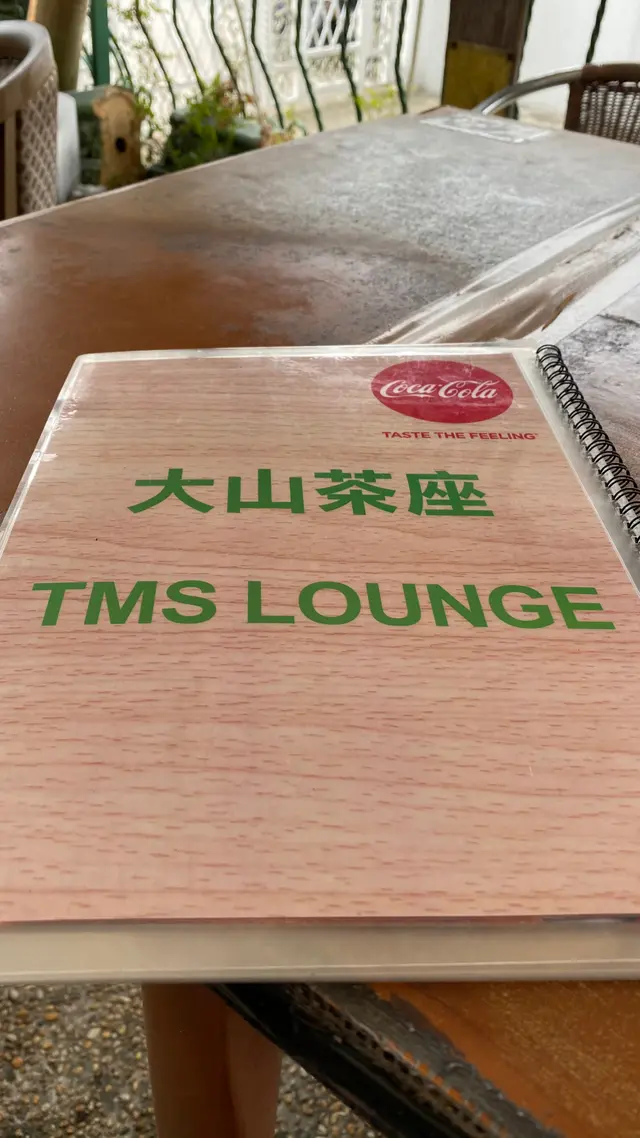 Coca-Cola
TASTE THE FEELING
大山茶座
TMS LOUNGE